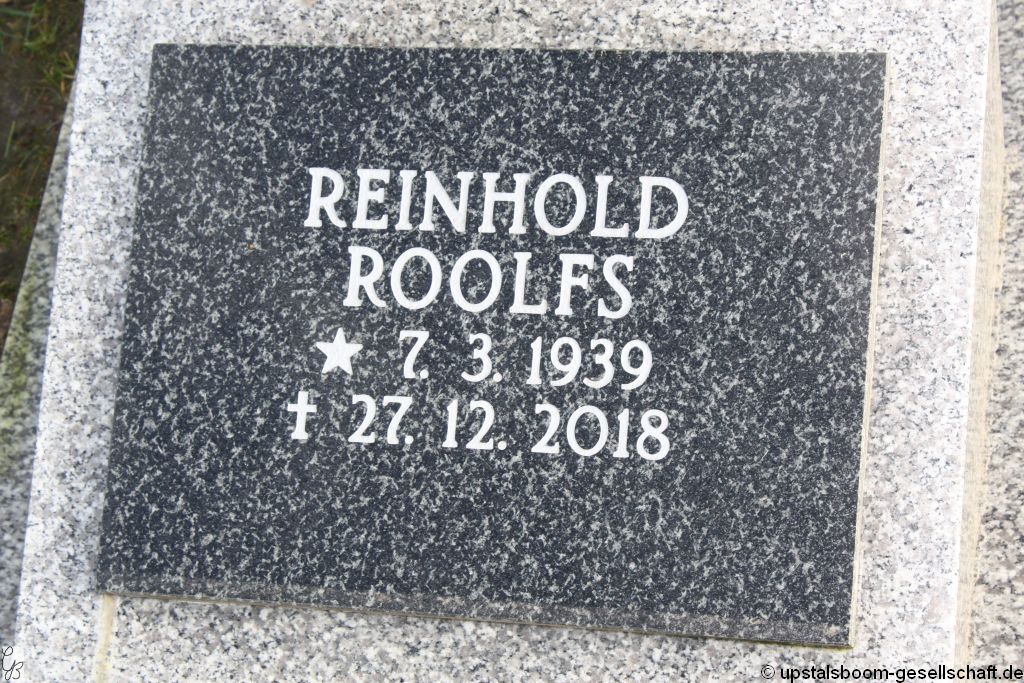 REINHOLD
ROOLFS
★ 7. 3. 1939
† 27. 12. 2018
© upstalsboom-gesellschaft.de